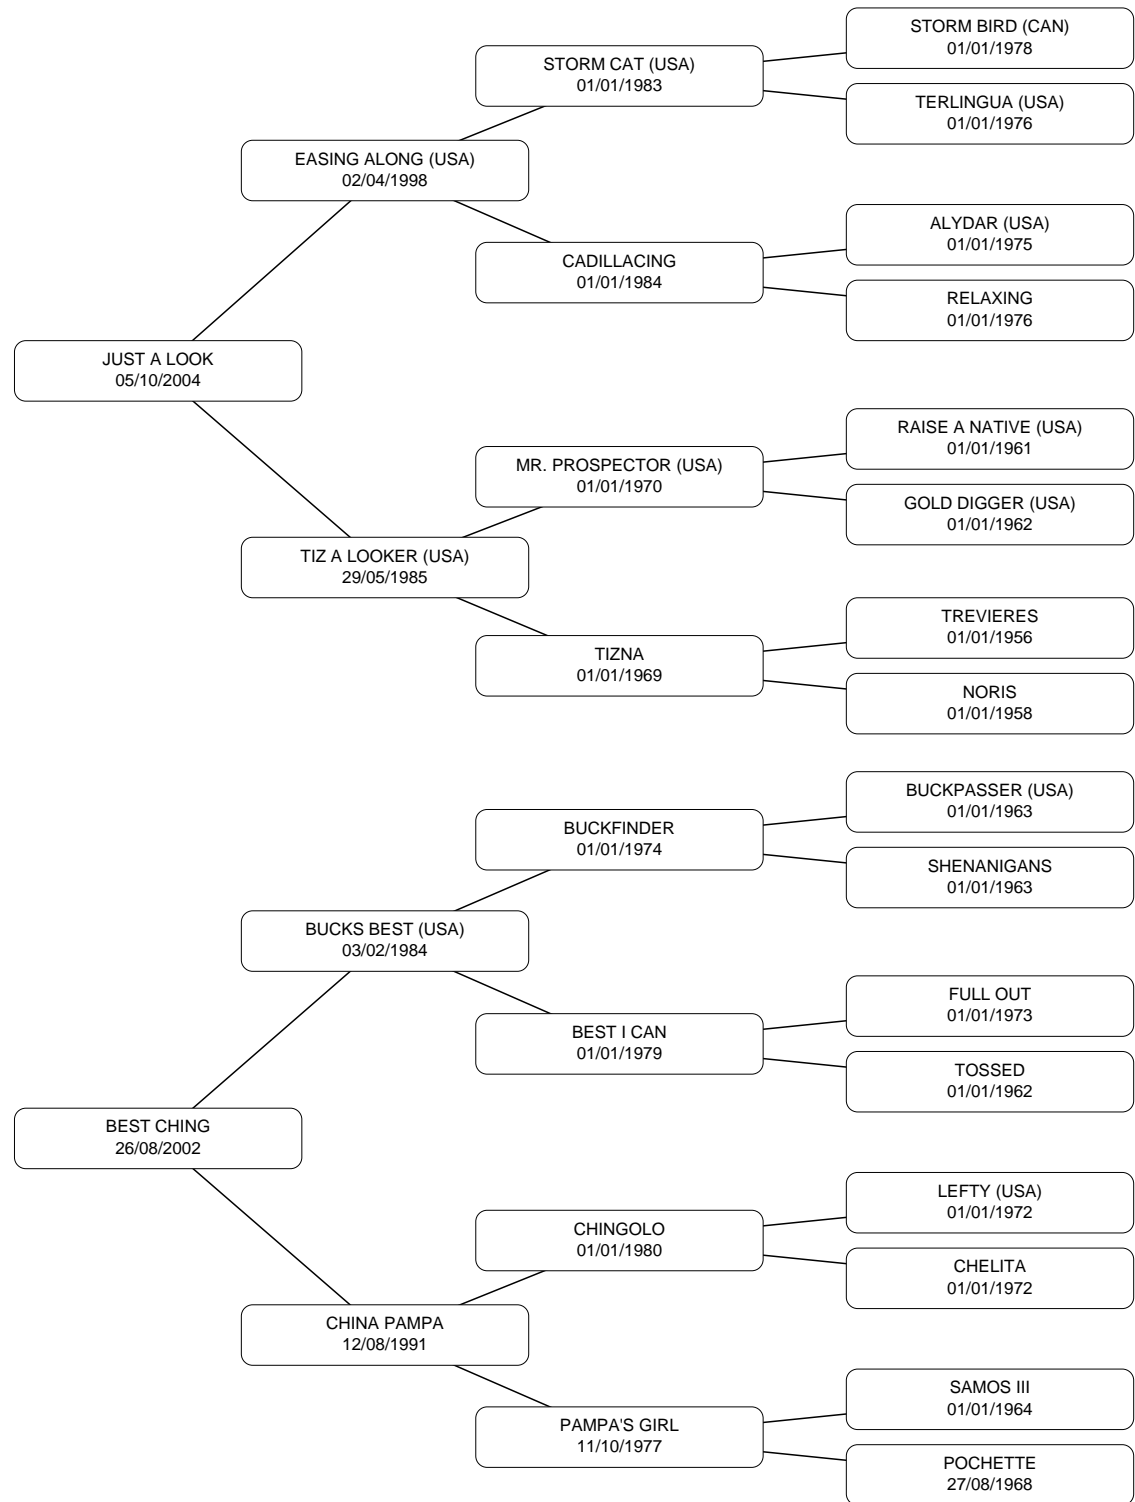 STORM BIRD (CAN)
01/01/1978
STORM CAT (USA)
01/01/1983
TERLINGUA (USA)
01/01/1976
EASING ALONG (USA)
02/04/1998
ALYDAR (USA)
01/01/1975
CADILLACING
01/01/1984
RELAXING
01/01/1976
JUST A LOOK
05/10/2004
RAISE A NATIVE (USA)
01/01/1961
MR. PROSPECTOR (USA)
01/01/1970
GOLD DIGGER (USA)
01/01/1962
TIZ A LOOKER (USA)
29/05/1985
TREVIERES
01/01/1956
TIZNA
01/01/1969
NORIS
01/01/1958
BUCKPASSER (USA)
01/01/1963
BUCKFINDER
01/01/1974
SHENANIGANS
01/01/1963
BUCKS BEST (USA)
03/02/1984
FULL OUT
01/01/1973
BEST I CAN
01/01/1979
TOSSED
01/01/1962
BEST CHING
26/08/2002
LEFTY (USA)
01/01/1972
CHINGOLO
01/01/1980
CHELITA
01/01/1972
CHINA PAMPA
12/08/1991
SAMOS III
01/01/1964
PAMPA'S GIRL
11/10/1977
POCHETTE
27/08/1968